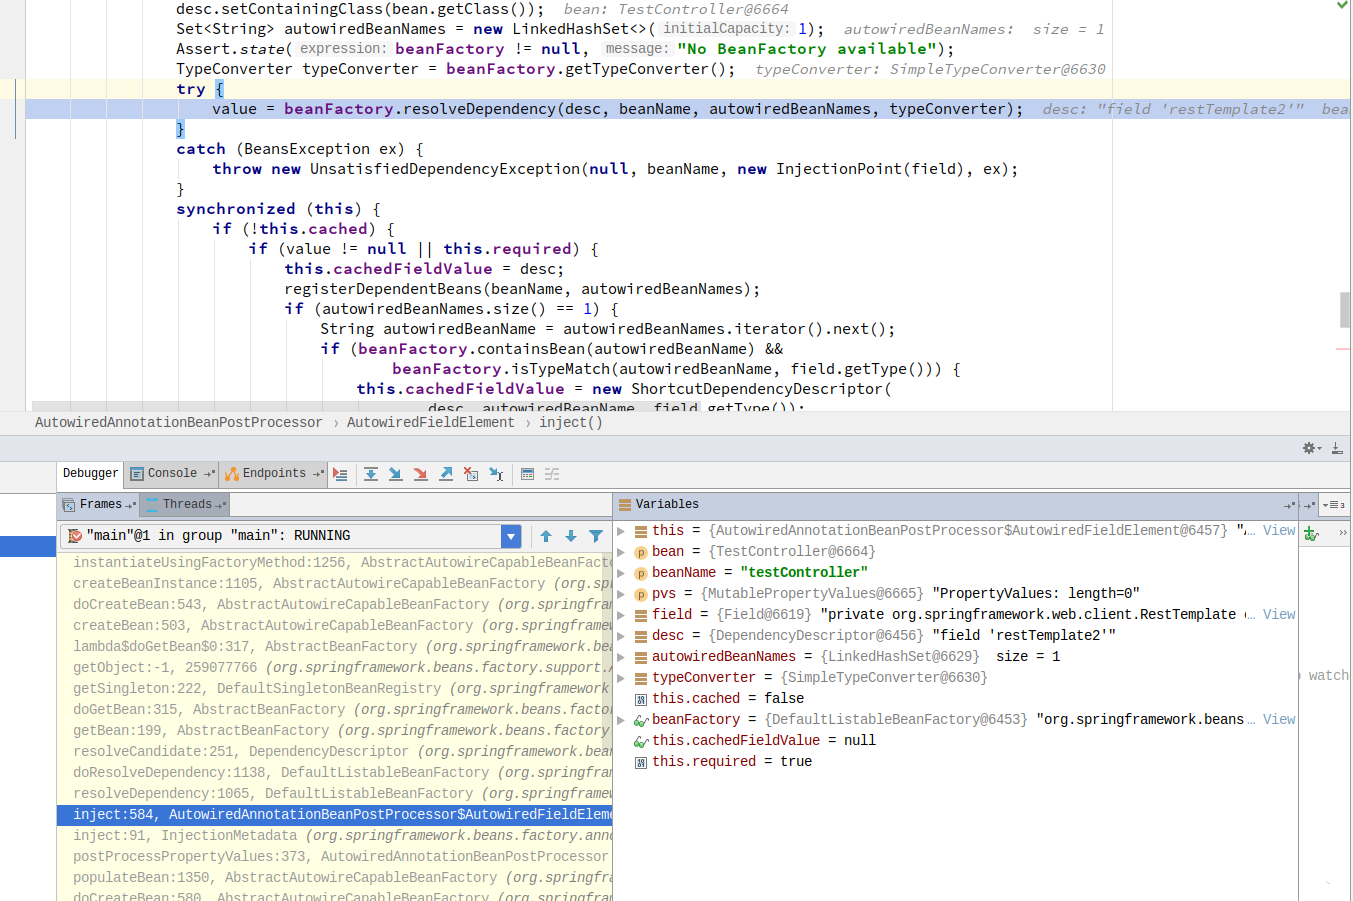 desc.setContainingClass(bean.getClass()); bean: TestController@6664
Set<String> autowiredBeanNames = new LinkedHashSet<>( initialCapacity: 1); autowiredBeanNames: size = 1
Assert.state( expression: beanFactory != null, message: "No BeanFactory available");
TypeConverter typeConverter = beanFactory.getTypeConverter(); typeConverter: SimpleTypeConverter@6630
try {
value = beanFactory.resolveDependency(desc, beanName, autowiredBeanNames, typeConverter); desc: "field 'restTemplate2'" bea
}
catch (BeansException ex) {
throw new UnsatisfiedDependencyException(null, beanName, new InjectionPoint(field), ex);
}
synchronized (this) {
if (!this.cached) {
if (value != null || this.required) {
this.cachedFieldValue = desc;
registerDependentBeans(beanName, autowiredBeanNames);
if (autowiredBeanNames.size() == 1) {
String autowiredBeanName = autowiredBeanNames.iterator().next();
if (beanFactory.containsBean(autowiredBeanName) &&
beanFactory.isTypeMatch(autowiredBeanName, field.getType())) {
this.cachedFieldValue = new ShortcutDependencyDescriptor(
desc, autowiredBeanName, field.getType());
AutowiredAnnotationBeanPostProcessor › AutowiredFieldElement › inject()
Debugger Console Endpoints
Frames Threads
"main"@1 in group "main": RUNNING
instantiateUsingFactoryMethod:1256, AbstractAutowireCapableBeanFacto
createBeanInstance:1105, AbstractAutowireCapableBeanFactory (org.sp
doCreateBean:543, AbstractAutowireCapableBeanFactory (org.springfram
createBean:503, AbstractAutowireCapableBeanFactory (org.springframew
lambda$doGetBean$0:317, AbstractBeanFactory (org.springframework.bea
getObject:-1, 259077766 (org.springframework.beans.factory.support.
getSingleton:222, DefaultSingletonBeanRegistry (org.springframework
doGetBean:315, AbstractBeanFactory (org.springframework.beans.factor
getBean:199, AbstractBeanFactory (org.springframework.beans.factory
resolveCandidate:251, DependencyDescriptor (org.springframework.bean
doResolveDependency:1138, DefaultListableBeanFactory (org.springfram
resolveDependency:1065, DefaultListableBeanFactory (org.springframew
inject:584, AutowiredAnnotationBeanPostProcessor$AutowiredFieldEleme
inject:91, InjectionMetadata (org.springframework.beans.factory.anno
postProcessPropertyValues:373, AutowiredAnnotationBeanPostProcessor
populateBean:1350, AbstractAutowireCapableBeanFactory (org.springfra
doCreateBean:580, AbstractAutowireCapableBeanFactory (org.springfram
Variables
this = {AutowiredAnnotationBeanPostProcessor$AutowiredFieldElement@6457} "A... View
bean = {TestController@6664}
beanName = "testController"
pvs = {MutablePropertyValues@6665} "PropertyValues: length=0"
field = {Field@6619} "private org.springframework.web.client.RestTemplate c... View
desc = {DependencyDescriptor@6456} "field 'restTemplate2'"
autowiredBeanNames = {LinkedHashSet@6629} size = 1
typeConverter = {SimpleTypeConverter@6630}
this.cached = false
beanFactory = {DefaultListableBeanFactory@6453} "org.springframework.beans... View
this.cachedFieldValue = null
this.required = true
3
watch